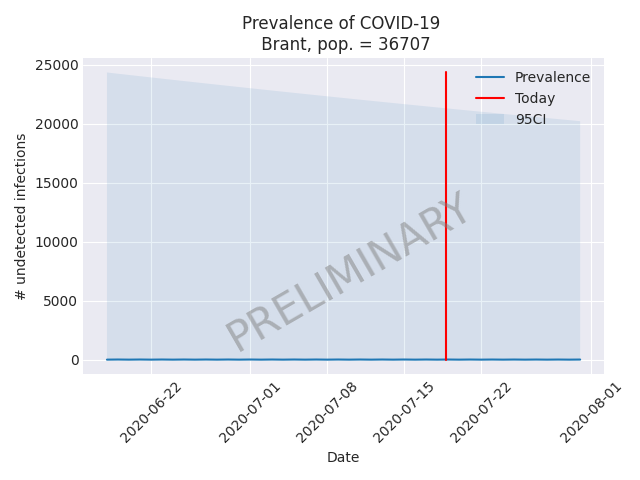 Prevalence of COVID-19
Brant, pop. = 36707
25000
20000
15000
10000
5000
0
# undetected infections
Prevalence
Today
95CI
PRELIMINARY
2020-06-22
2020-07-01
2020-07-08
2020-07-15
2020-07-22
2020-08-01
Date